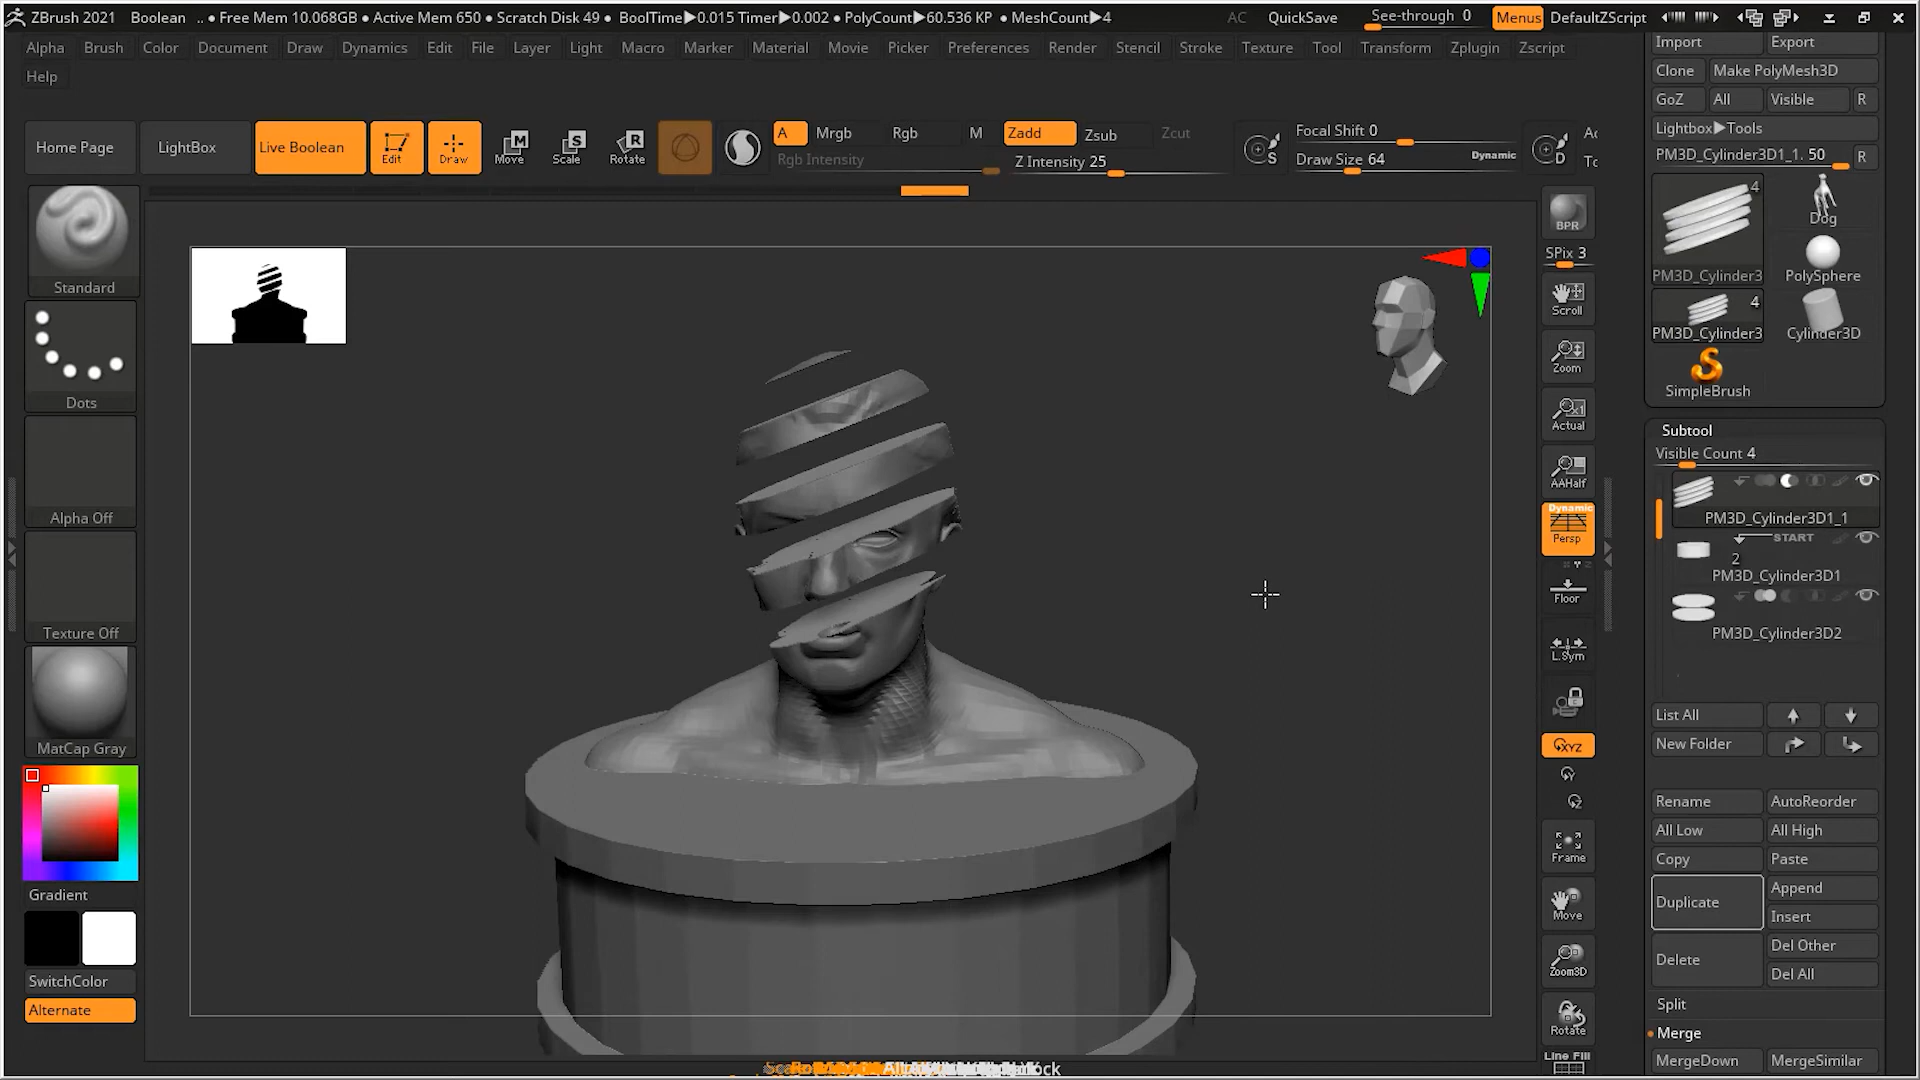 ZBrush 2021 Boolean .. ● Free Mem 10.068GB ● Active Mem 650 ● Scratch Disk 49 ● BoolTime▶0.015 Timer▶0.002 ● PolyCount▶60.536 KP ● MeshCount▶4 AC QuickSave See-through 0 Menus DefaultZScript
Alpha Brush Color Document Draw Dynamics Edit File Layer Light Macro Marker Material Movie Picker Preferences Render Stencil Stroke Texture Tool Transform Zplugin Zscript
Help
Home Page LightBox Live Boolean Edit Draw Move Scale Rotate
M S R
A Mrgb Rgb M Zadd Zsub Zcut
Rgb Intensity Z Intensity 25
S Focal Shift 0
Draw Size 64 Dynamic
D Ac
To
Standard
Dots
Alpha Off
Texture Off
MatCap Gray
Gradient
SwitchColor
Alternate
BPR
SPix 3
Scroll
Zoom
Actual
AAHalf
Dynamic
Persp
Floor
L.Sym
XYZ
Y
Z
Frame
Move
Zoom3D
Rotate
Line Fill
Import Export
Clone Make PolyMesh3D
GoZ All Visible R
Lightbox▶Tools
PM3D_Cylinder3D1_1. 50 R
4
PM3D_Cylinder3
Dog
PolySphere
4
PM3D_Cylinder3
Cylinder3D
SimpleBrush
Subtool
Visible Count 4
PM3D_Cylinder3D1_1
START
2
PM3D_Cylinder3D1
PM3D_Cylinder3D2
List All
New Folder
Rename AutoReorder
All Low All High
Copy Paste
Duplicate Append
Insert
Delete Del Other
Del All
Split
Merge
MergeDown MergeSimilar